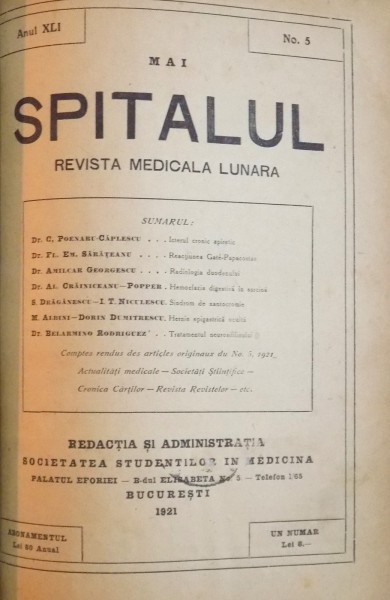 Anul XLI
No. 5
MAI
SPITALUL
REVISTA MEDICALA LUNARA
SUMARUL:
Dr. C. POENARU-CĂPLESCU . . . Icterul cronic
Dr. FL. EM. SĂRĂŢEANU . . . . Reacţiunea Gaté-Papacostas
Dr. AMILCAR GEORGESCU . . . . Radiologia duodenului
Dr. AL. CRĂINICEANU—POPPER. Hemoclazia digestivă în sarcină
S. DRĂGĂNESCU—I. T. NICULESCU. Sindrom de
M. ALBINI—DORIN DUMITRESCU. Hernie epigastrică
Dr. BELARMINO RODRIGUEZ . . Tratamentul
Comptes rendus des articles originaux du No. 5, 1921,
Actualităţi medicale — Societăţi Ştiinţifice —
Cronica Cărţilor — Revista Revistelor — etc.
REDACŢIA ŞI ADMINISTRAŢIA
SOCIETATEA STUDENŢILOR IN MEDICINA
PALATUL EFORIEI — B-dul ELISABETA No 3 — Telefon 1/65
BUCUREŞTI
1921
ABONAMENTUL
Lei 80 Anual
UN NUMAR
Lei 8.—